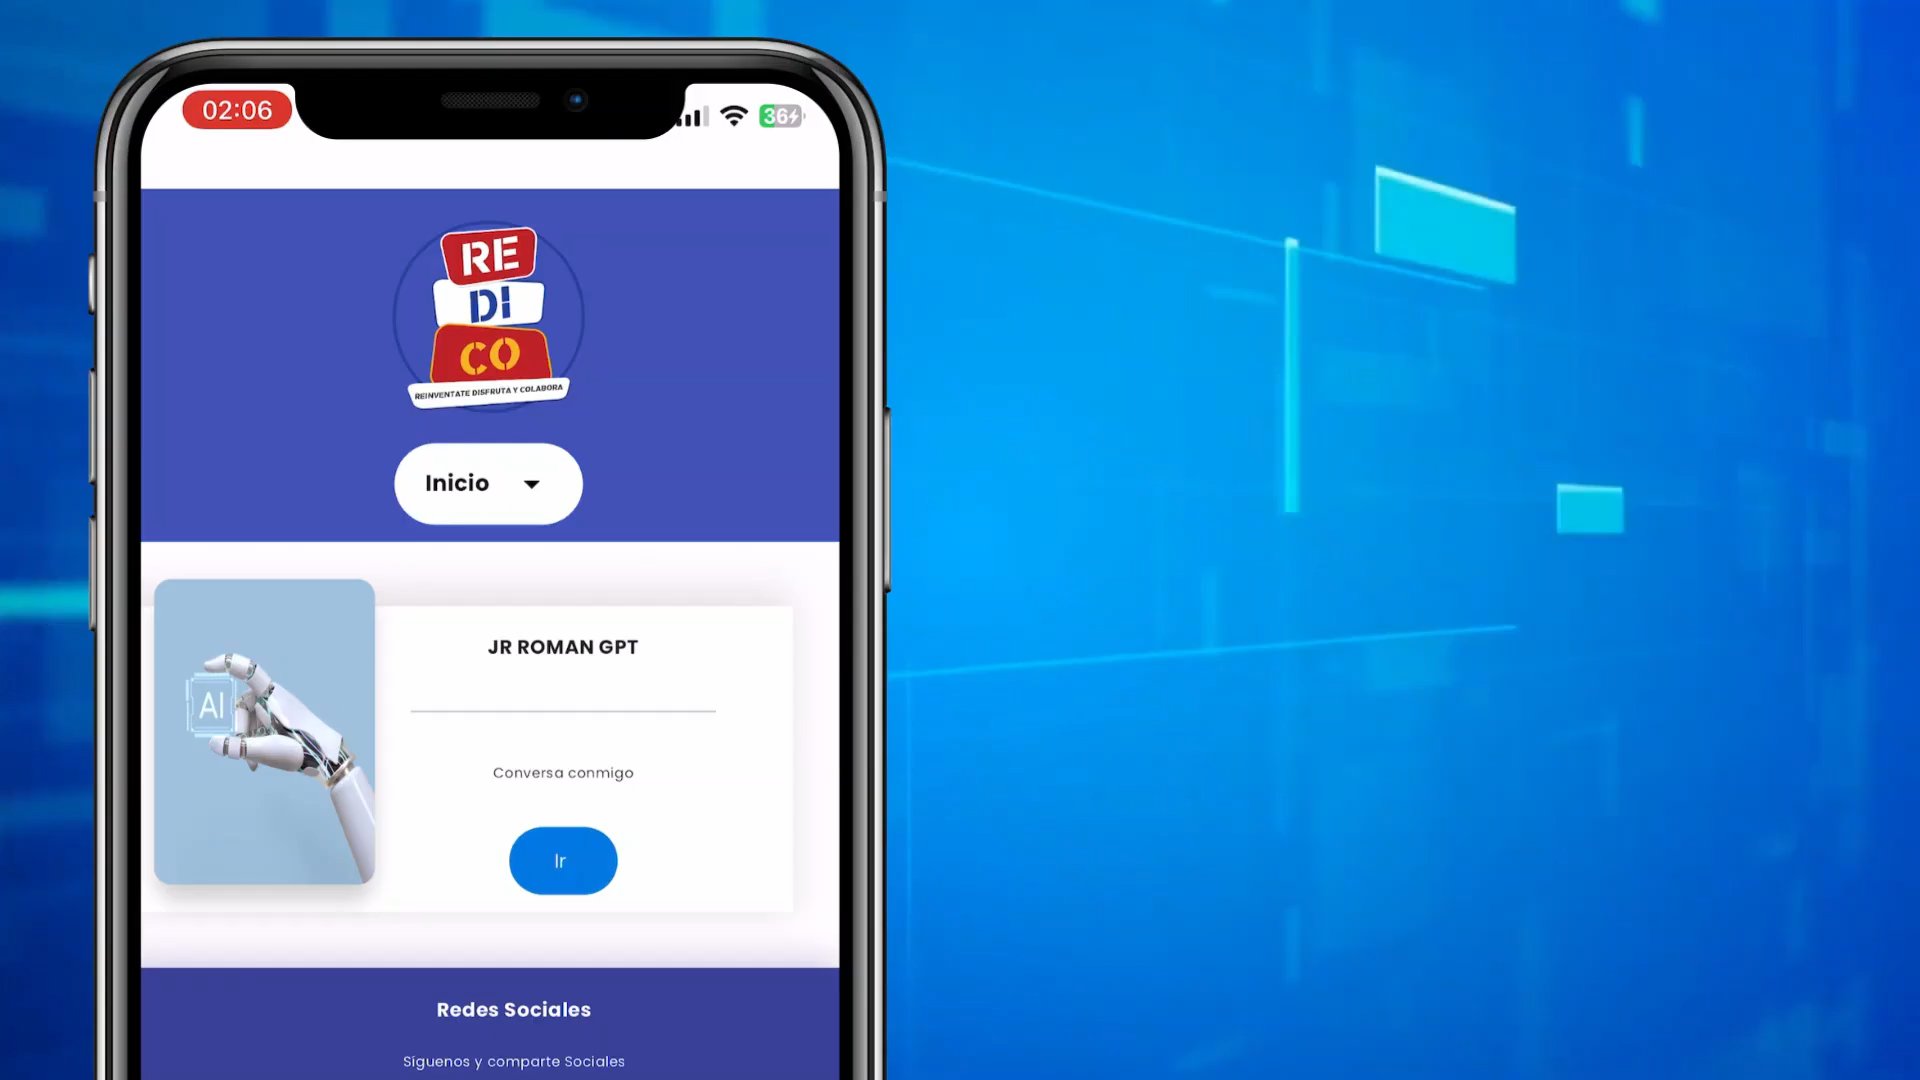 02:06
36
RE
DI
CO
REINVENTATE DISFRUTA Y COLABORA
Inicio
AI
JR ROMAN GPT
Conversa conmigo
Ir
Redes Sociales
Síguenos y comparte Sociales